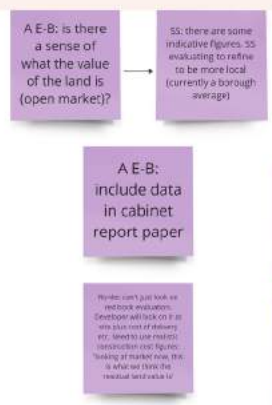 A E-B: is there
a sense of
what the value
of the land is
(open market)?
SS: there are some
indicative figures. SS
evaluating to refine
to be more local
(currently a borough
average)
A E-B:
include data
in cabinet
report paper
can't just look on
red book evaluations.
Developer will look on it as
site plus cost of delivery
etc. Need to use realistic
construction cost figures:
"looking at market now, this
is what we think the
residual land value is"